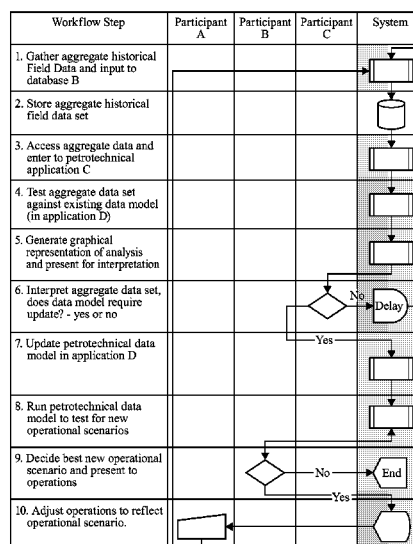 Workflow Step
Participant
A
Participant
B
Participant
C
System
1. Gather aggregate historical
Field Data and input to
database B
2. Store aggregate historical
field data set
3. Access aggregate data and
enter to petrotechnical
application C
4. Test aggregate data set
against existing data model
(in application D)
5. Generate graphical
representation of analysis
and present for interpretation
6. Interpret aggregate data set,
does data model require
update? - yes or no
No
Delay
Yes
7. Update petrotechnical data
model in application D
8. Run petrotechnical data
model to test for new
operational scenarios
9. Decide best new operational
scenario and present to
operations
No
End
Yes
10. Adjust operations to reflect
operational scenario.